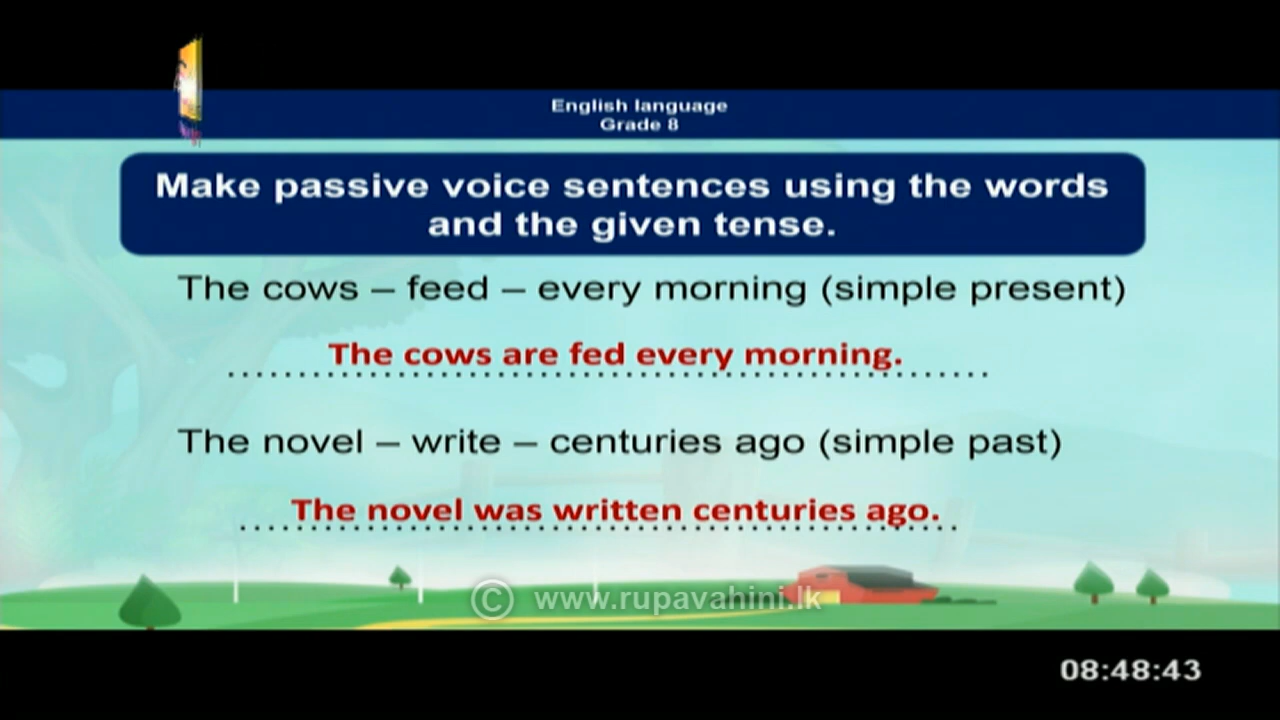 English language
Grade 8
Make passive voice sentences using the words
and the given tense.
The cows – feed – every morning (simple present)
The cows are fed every morning.
The novel – write – centuries ago (simple past)
The novel was written centuries ago.
© www.rupavahini.lk
08:48:43